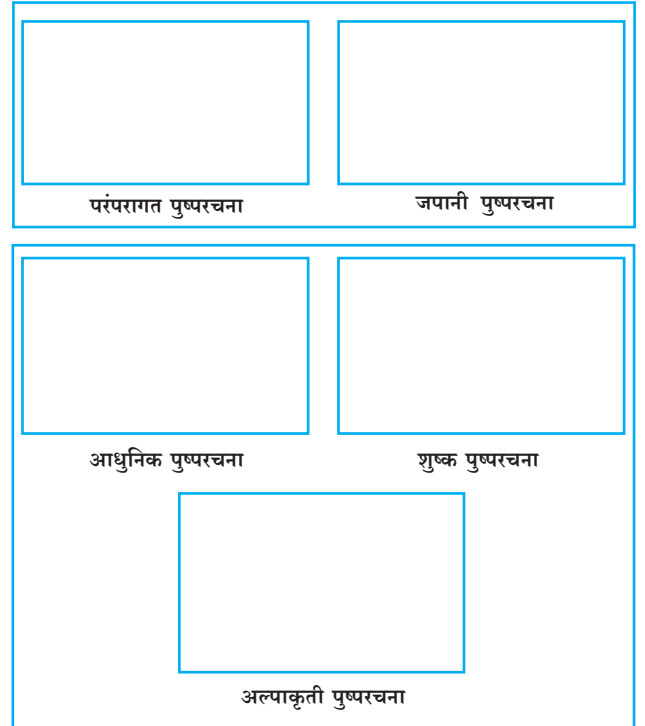 परंपरागत पुष्परचना
जपानी पुष्परचना
आधुनिक पुष्परचना
शुष्क पुष्परचना
अल्पाकृती पुष्परचना